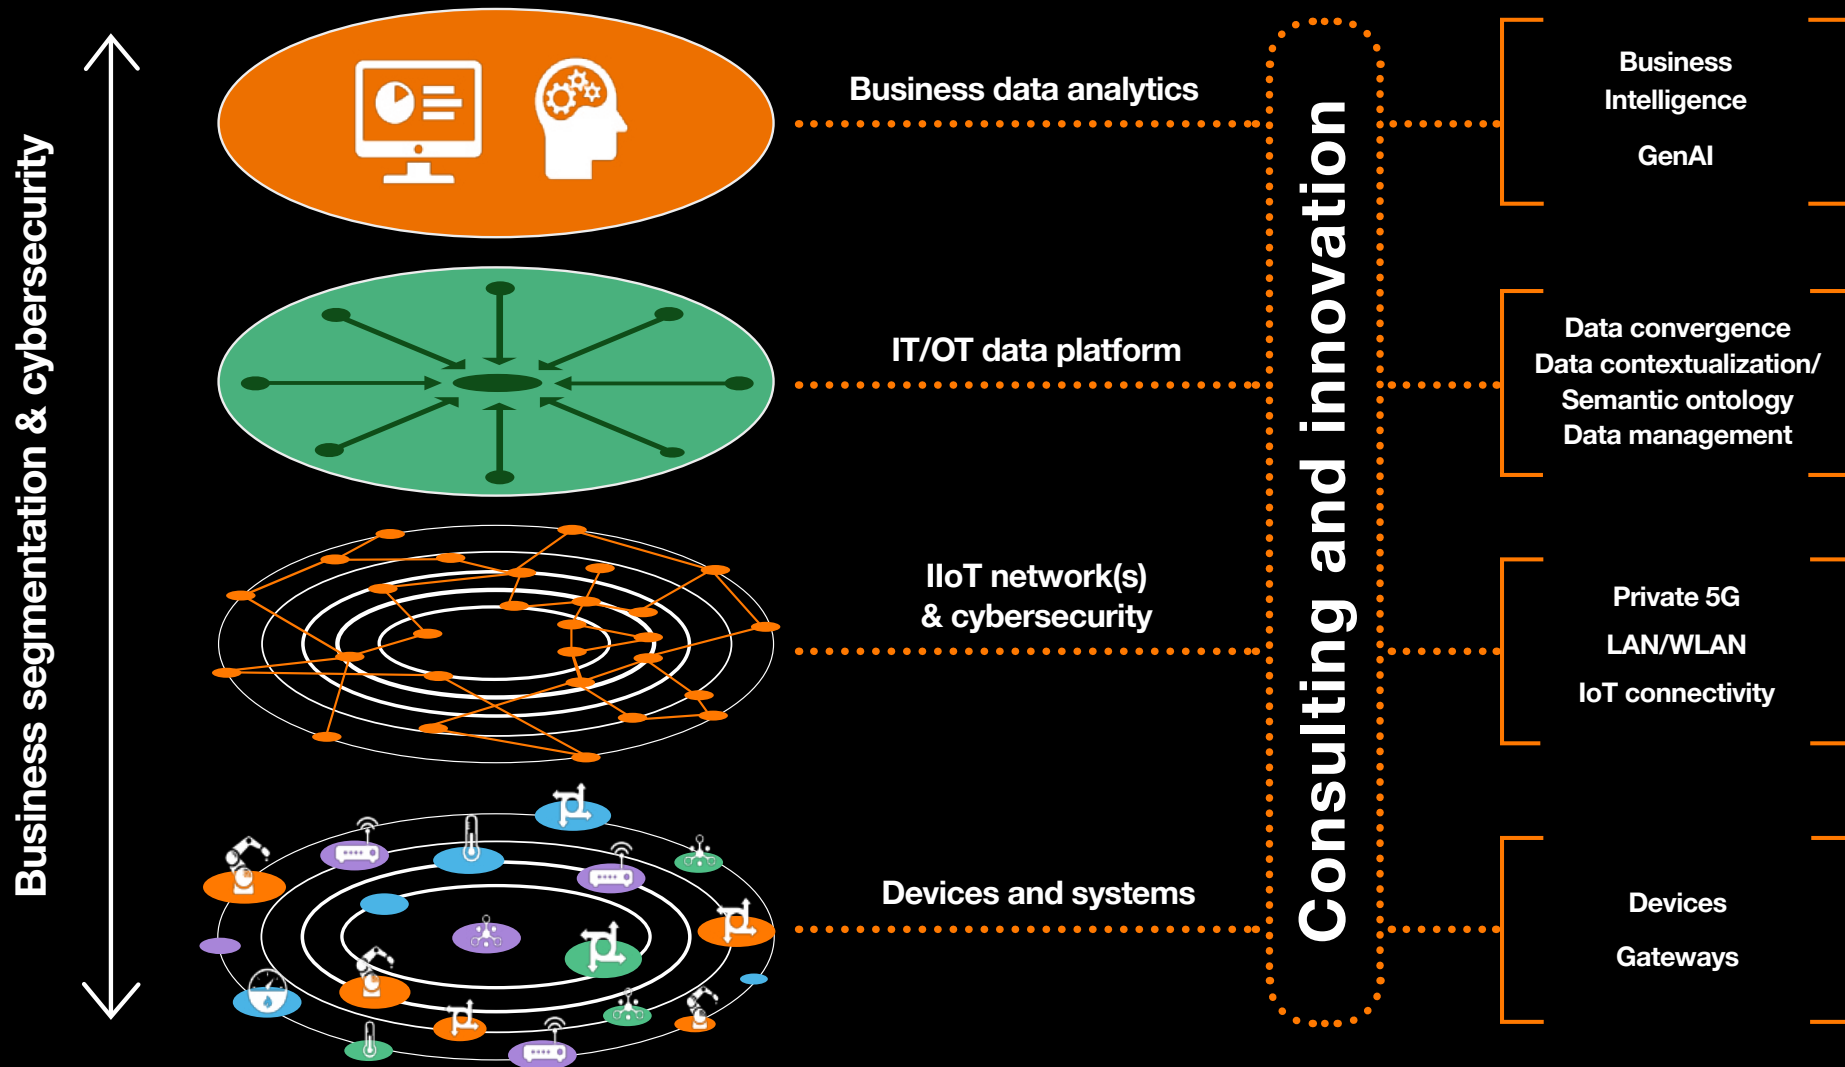 Business segmentation & cybersecurity
Business data analytics
IT/OT data platform
IIoT network(s)
& cybersecurity
Devices and systems
Consulting and innovation
Business
Intelligence
GenAI
Data convergence
Data contextualization/
Semantic ontology
Data management
Private 5G
LAN/WLAN
IoT connectivity
Devices
Gateways